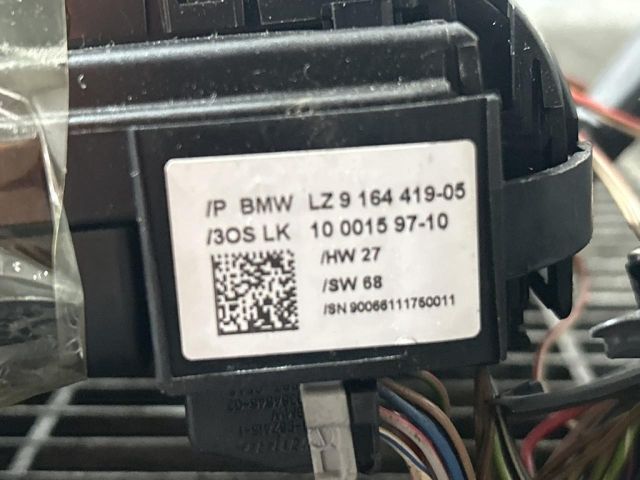 /P BMW LZ 9 164 419-05
/3OS LK 10 0015 97-10
/HW 27
/SW 68
/SN 90066111750011